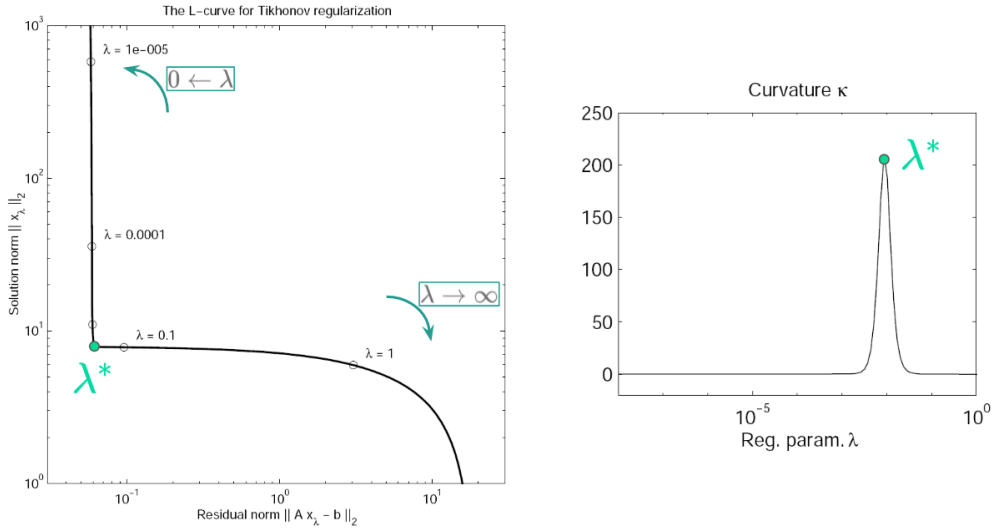 The L-curve for Tikhonov regularization
10³
λ = 1e-005
0 ← λ
10²
Solution norm || x_λ ||₂
λ = 0.0001
λ → ∞
10¹
λ = 0.1
λ = 1
λ*
10⁰
10⁻¹
10⁰
10¹
Residual norm || A x_λ - b ||₂
Curvature κ
250
λ*
200
150
100
50
0
10⁻⁵
10⁰
Reg. param. λ